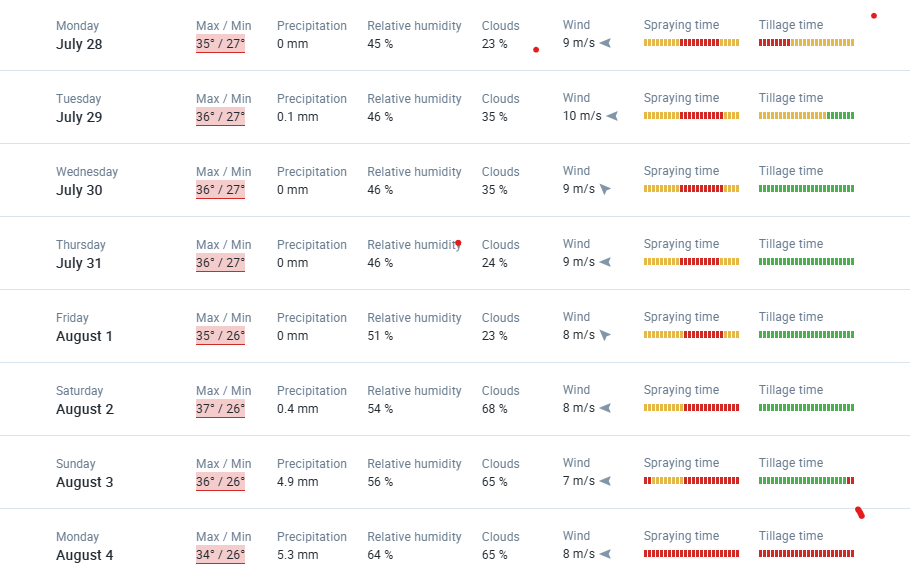 Monday Max / Min Precipitation Relative humidity Clouds Wind Spraying time Tillage time
July 28 35° / 27° 0 mm 45 % 23 % 9 m/s
Tuesday Max / Min Precipitation Relative humidity Clouds Wind Spraying time Tillage time
July 29 36° / 27° 0.1 mm 46 % 35 % 10 m/s
Wednesday Max / Min Precipitation Relative humidity Clouds Wind Spraying time Tillage time
July 30 36° / 27° 0 mm 46 % 35 % 9 m/s
Thursday Max / Min Precipitation Relative humidity Clouds Wind Spraying time Tillage time
July 31 36° / 27° 0 mm 46 % 24 % 9 m/s
Friday Max / Min Precipitation Relative humidity Clouds Wind Spraying time Tillage time
August 1 35° / 26° 0 mm 51 % 23 % 8 m/s
Saturday Max / Min Precipitation Relative humidity Clouds Wind Spraying time Tillage time
August 2 37° / 26° 0.4 mm 54 % 68 % 8 m/s
Sunday Max / Min Precipitation Relative humidity Clouds Wind Spraying time Tillage time
August 3 36° / 26° 4.9 mm 56 % 65 % 7 m/s
Monday Max / Min Precipitation Relative humidity Clouds Wind Spraying time Tillage time
August 4 34° / 26° 5.3 mm 64 % 65 % 8 m/s